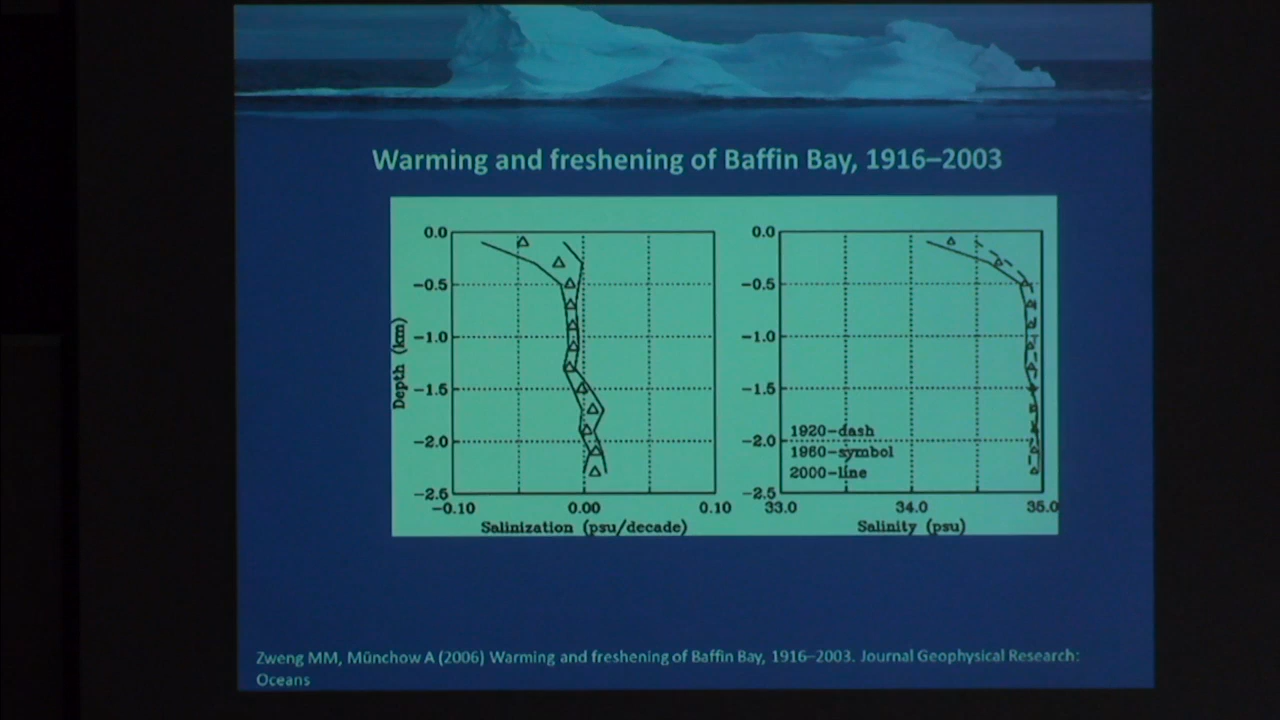 Warming and freshening of Baffin Bay, 1916–2003
0.0
−0.5
−1.0
−1.5
−2.0
−2.5
Depth (km)
−0.10
0.00
0.10
Salinization (psu/decade)
0.0
−0.5
−1.0
−1.5
−2.0
−2.5
1920−dash
1960−symbol
2000−line
33.0
34.0
35.0
Salinity (psu)
Zweng MM, Münchow A (2006) Warming and freshening of Baffin Bay, 1916–2003. Journal Geophysical Research:
Oceans